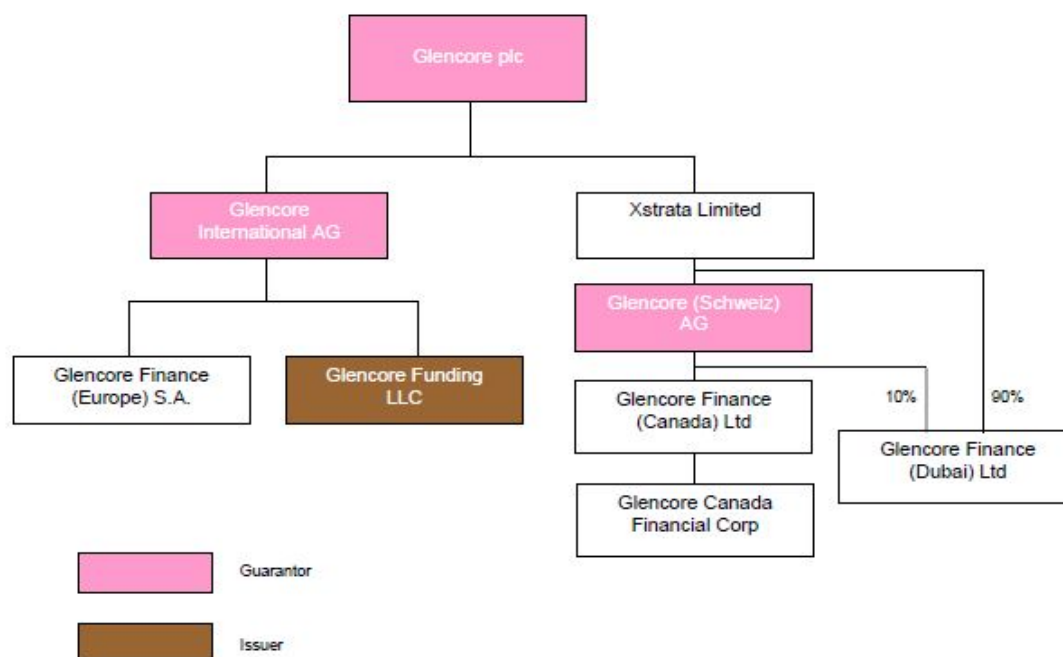 Glencore plc
Glencore
International AG
Xstrata Limited
Glencore (Schweiz)
AG
Glencore Finance
(Europe) S.A.
Glencore Funding
LLC
Glencore Finance
(Canada) Ltd
10%
90%
Glencore Finance
(Dubai) Ltd
Glencore Canada
Financial Corp
Guarantor
Issuer